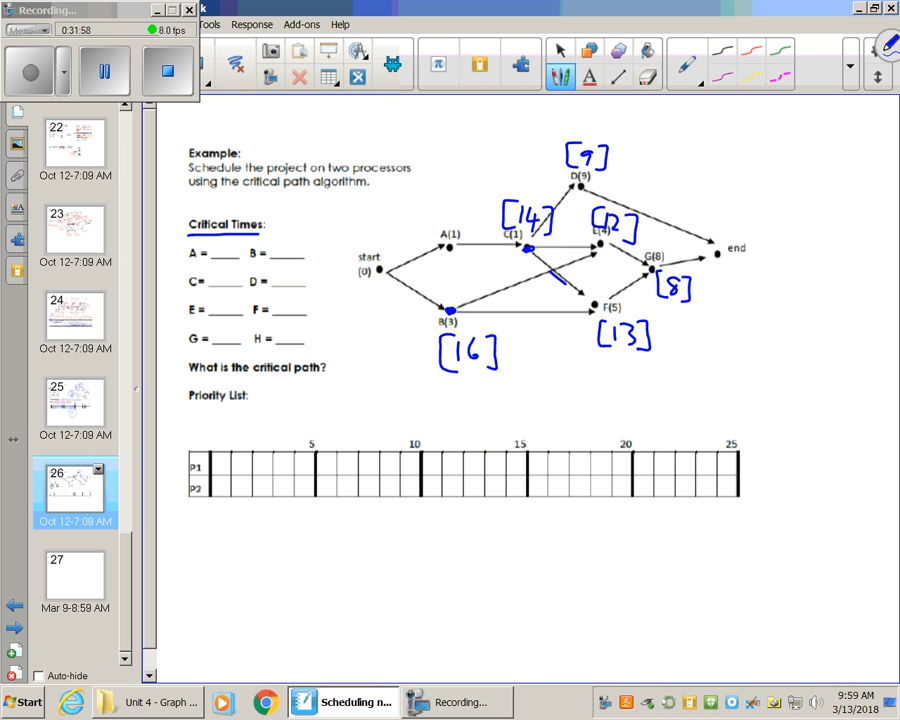 Recording...
Menu
0:31:58
8.0 fps
Tools Response Add-ons Help
22
Oct 12-7:09 AM
23
Oct 12-7:09 AM
24
Oct 12-7:09 AM
25
Oct 12-7:09 AM
26
Oct 12-7:09 AM
27
Mar 9-8:59 AM
Auto-hide
Example:
Schedule the project on two processors
using the critical path algorithm.
Critical Times:
A = ____ B = ____
C= ____ D = ____
E = ____ F = ____
G = ____ H = ____
What is the critical path?
Priority List:
[9]
D(9)
[14]
[12]
A(1)
C(1)
E(4)
start
(0)
end
G(8)
[8]
B(3)
F(5)
[16]
[13]
5 10 15 20 25
P1
P2
Start
Unit 4 - Graph ...
Scheduling n...
Recording...
9:59 AM
3/13/2018